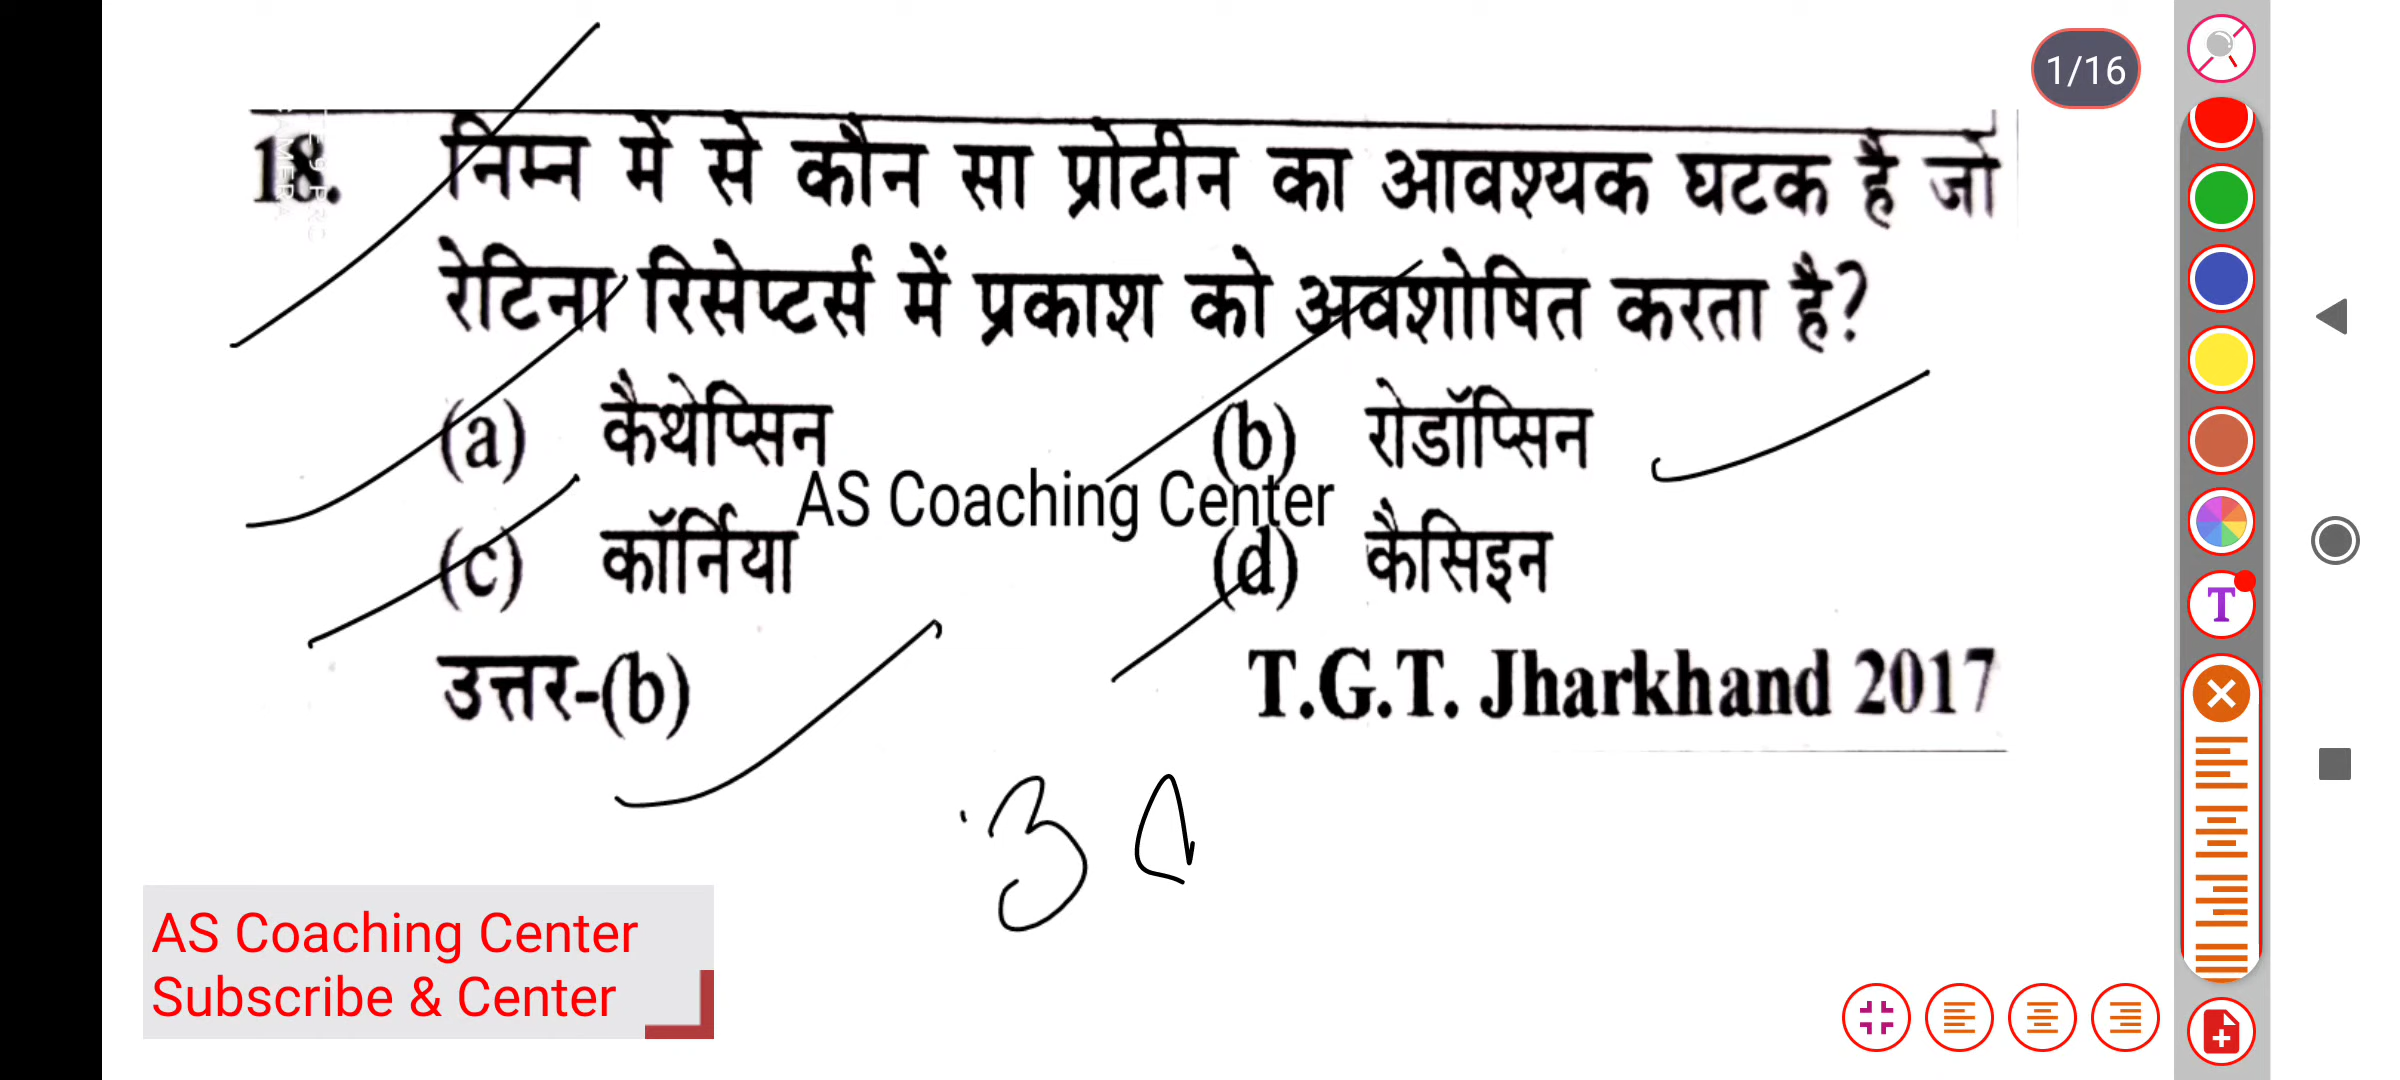 1/16
18. निम्न में से कौन सा प्रोटीन का आवश्यक घटक है जो
रेटिना रिसेप्टर्स में प्रकाश को अवशोषित करता है?
(a) कैथेप्सिन (b) रोडॉप्सिन
AS Coaching Center
(c) कॉर्निया (d) कैसिइन
उत्तर-(b) T.G.T. Jharkhand 2017
AS Coaching Center
Subscribe & Center
T